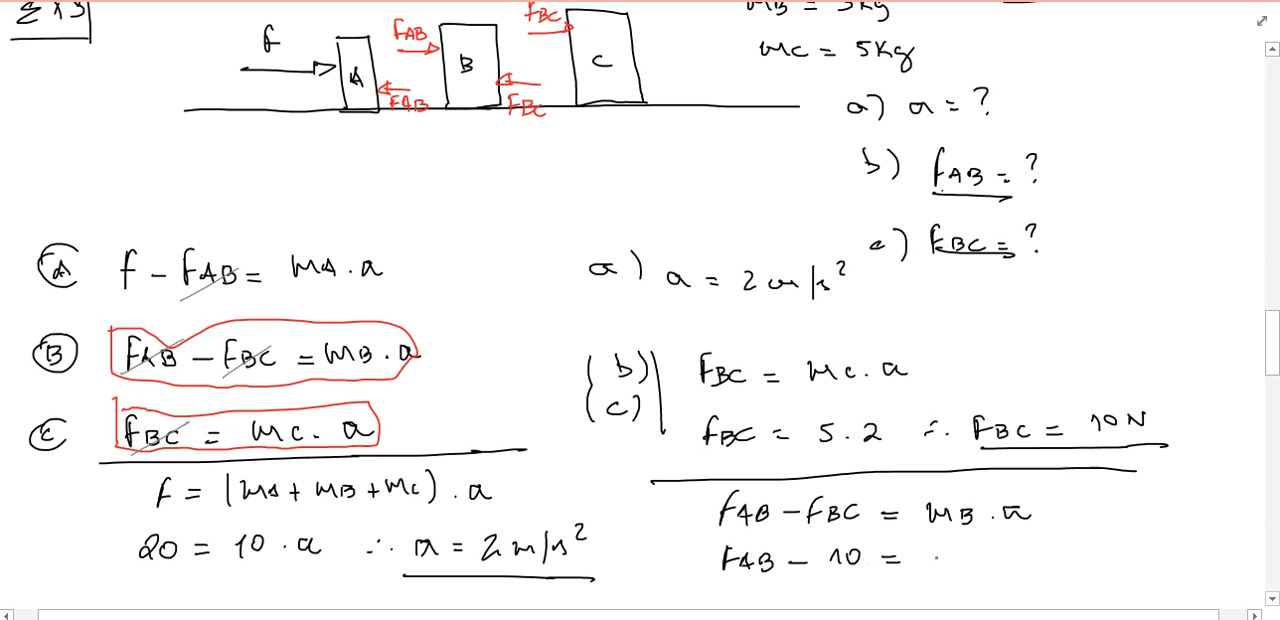 Ex 3
f
A
FAB
FAB
B
FBC
FBC
C
MB = 3Kg
MC = 5Kg
a) a = ?
b) FAB = ?
c) FBC = ?
A f - FAB = MA . a
B FAB - FBC = MB . a
C FBC = MC . a
f = (MA + MB + MC) . a
20 = 10 . a ∴ a = 2 m/s²
a) a = 2 m/s²
b) FBC = MC . a
c) FBC = 5 . 2 ∴ FBC = 10 N
FAB - FBC = MB . a
FAB - 10 =